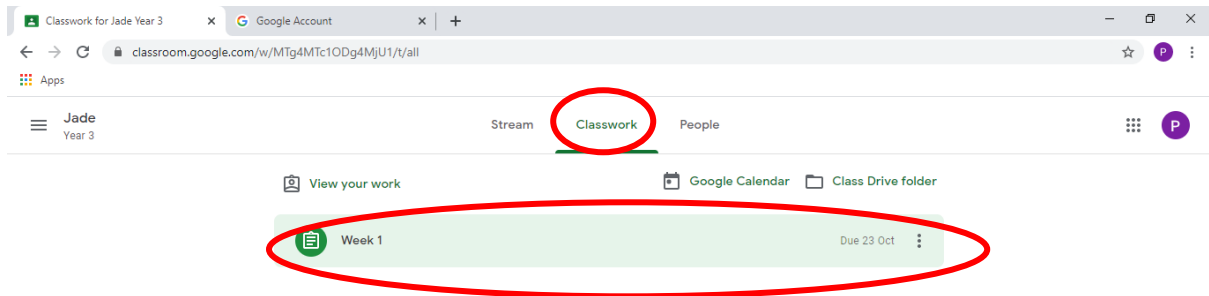 Classwork for Jade Year 3
Google Account
classroom.google.com/w/MTg4MTc1ODg4MjU1/t/all
P
Apps
Jade
Year 3
Stream
Classwork
People
P
View your work
Google Calendar
Class Drive folder
Week 1
Due 23 Oct